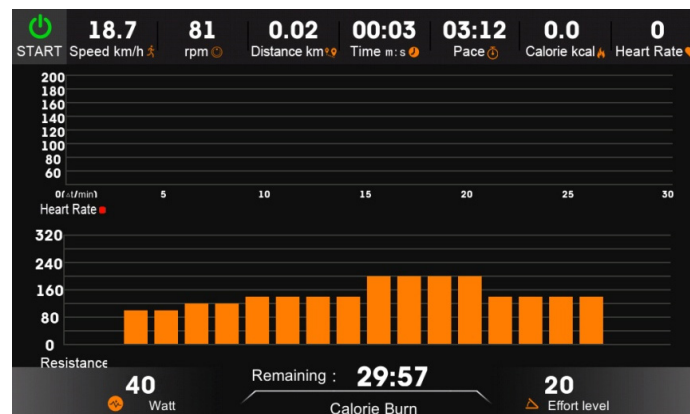 18.7 81 0.02 00:03 03:12 0.0 0
START Speed km/h rpm Distance km Time m:s Pace Calorie kcal Heart Rate
200
180
160
140
120
100
80
60
0(Δt/min) 5 10 15 20 25 30
Heart Rate
320
240
160
80
0
Resistance
40 Remaining : 29:57 20
Watt Calorie Burn Effort level